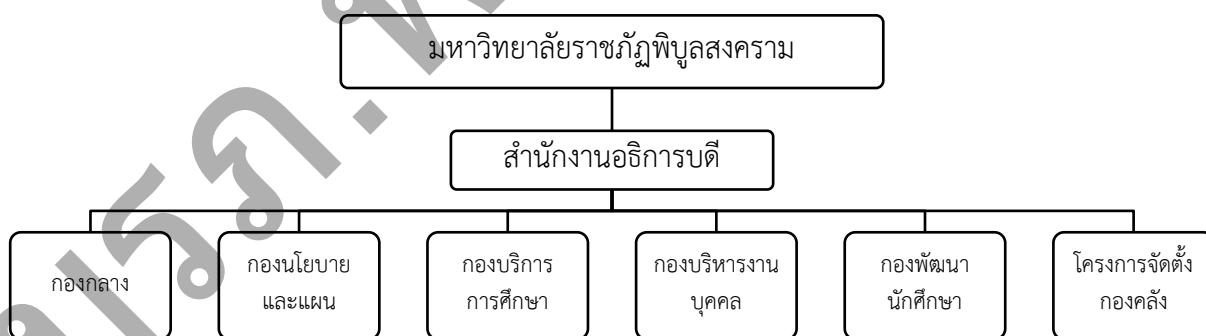 มหาวิทยาลัยราชภัฏพิบูลสงคราม
สำนักงานอธิการบดี
กองกลาง
กองนโยบาย
และแผน
กองบริการ
การศึกษา
กองบริหารงาน
บุคคล
กองพัฒนา
นักศึกษา
โครงการจัดตั้ง
กองคลัง